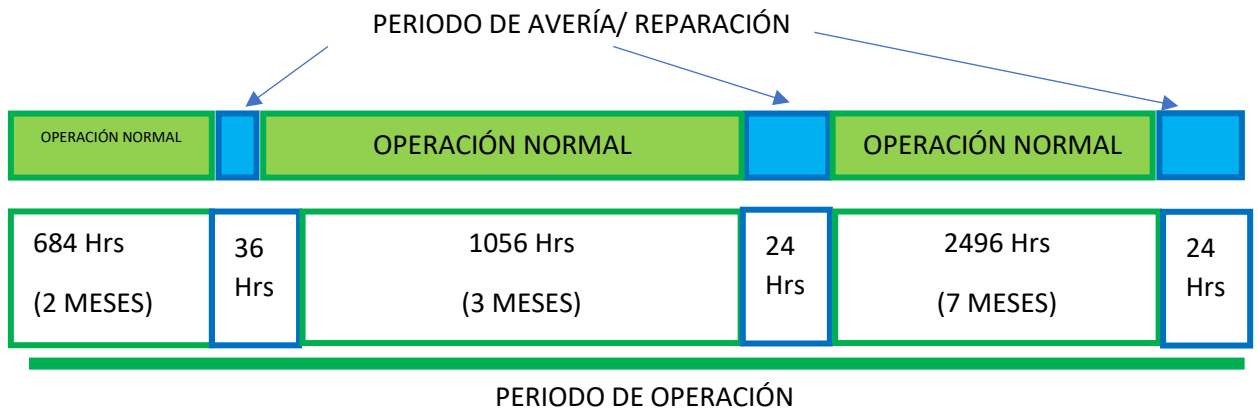 PERIODO DE AVERÍA/ REPARACIÓN
OPERACIÓN NORMAL
OPERACIÓN NORMAL
OPERACIÓN NORMAL
684 Hrs
(2 MESES)
36
Hrs
1056 Hrs
(3 MESES)
24
Hrs
2496 Hrs
(7 MESES)
24
Hrs
PERIODO DE OPERACIÓN